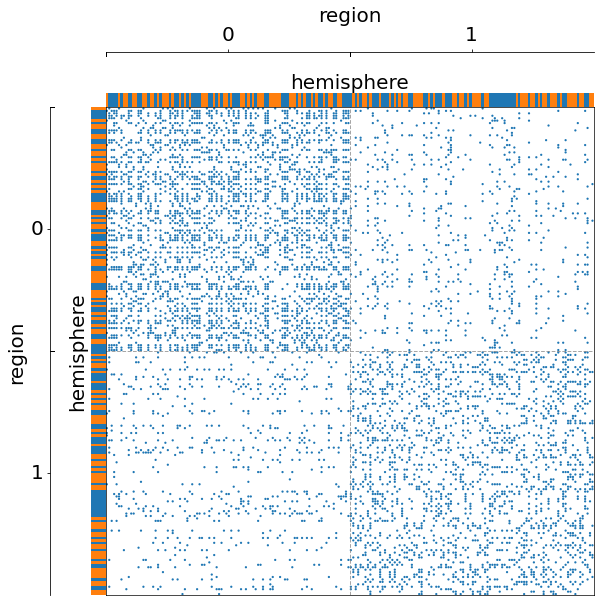 region
0 1
hemisphere
0
region
hemisphere
1